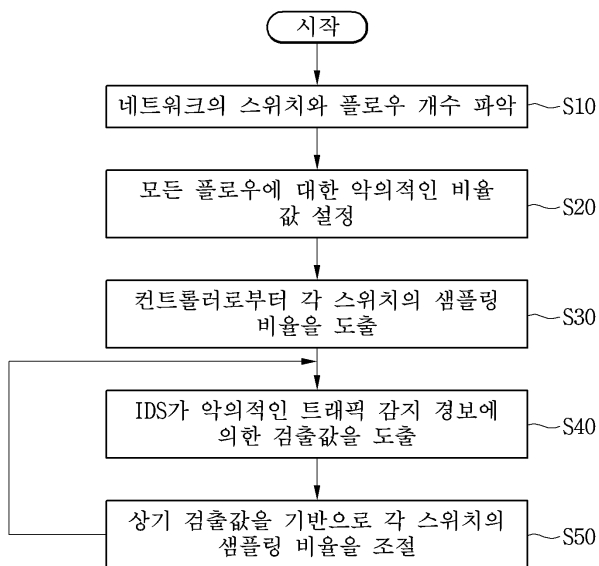 시작
네트워크의 스위치와 플로우 개수 파악
S10
모든 플로우에 대한 악의적인 비율
값 설정
S20
컨트롤러로부터 각 스위치의 샘플링
비율을 도출
S30
IDS가 악의적인 트래픽 감지 경보에
의한 검출값을 도출
S40
상기 검출값을 기반으로 각 스위치의
샘플링 비율을 조절
S50